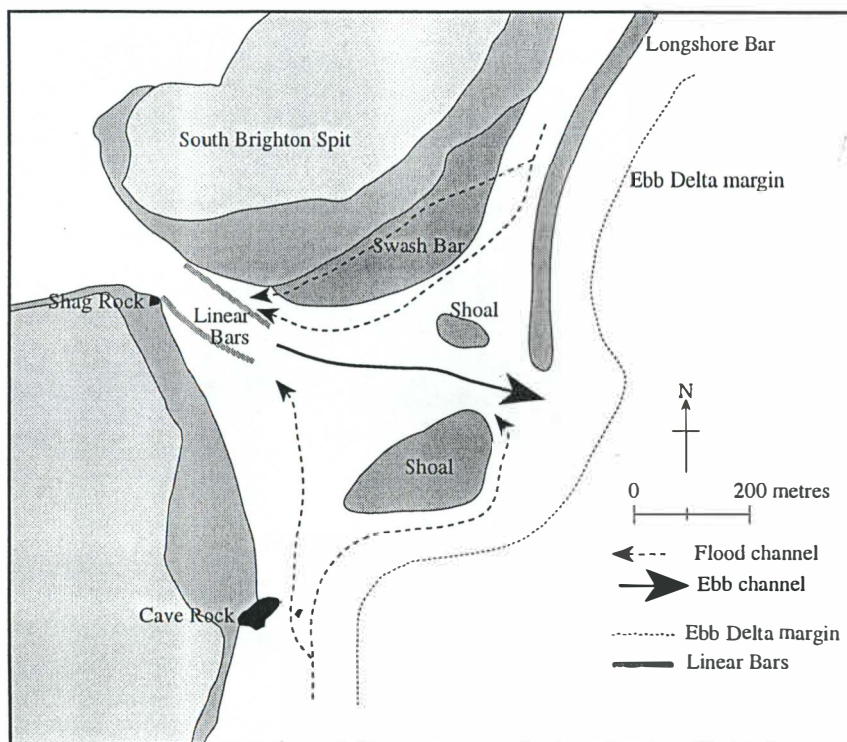 Longshore Bar
South Brighton Spit
Ebb Delta margin
Swash Bar
Shag Rock
Linear
Bars
Shoal
N
Shoal
0 200 metres
Flood channel
Ebb channel
Cave Rock
Ebb Delta margin
Linear Bars